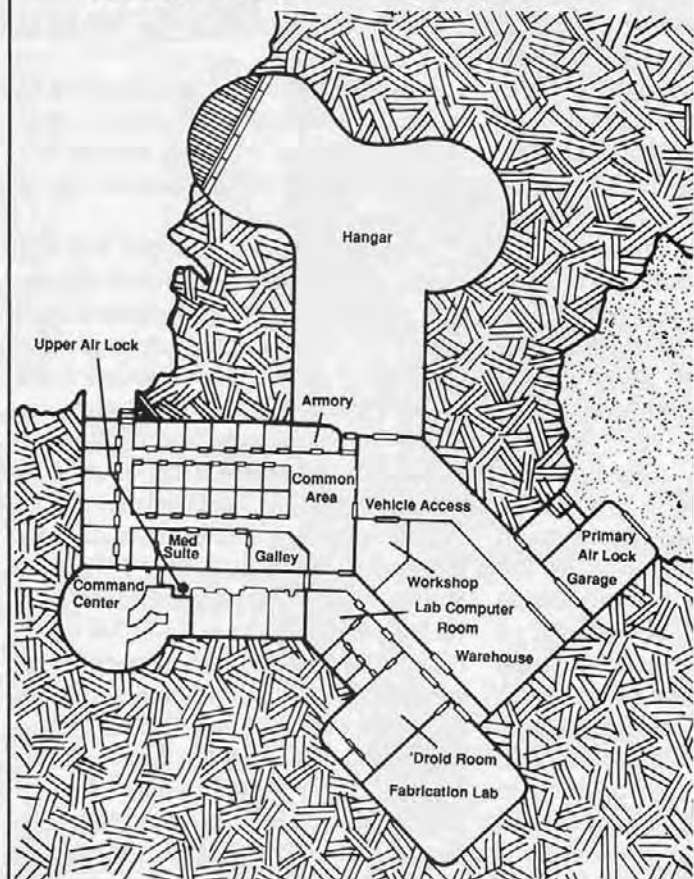 Hangar
Upper Air Lock
Armory
Common
Area
Vehicle Access
Med
Suite
Galley
Primary
Air Lock
Garage
Command
Center
Workshop
Lab Computer
Room
Warehouse
'Droid Room
Fabrication Lab